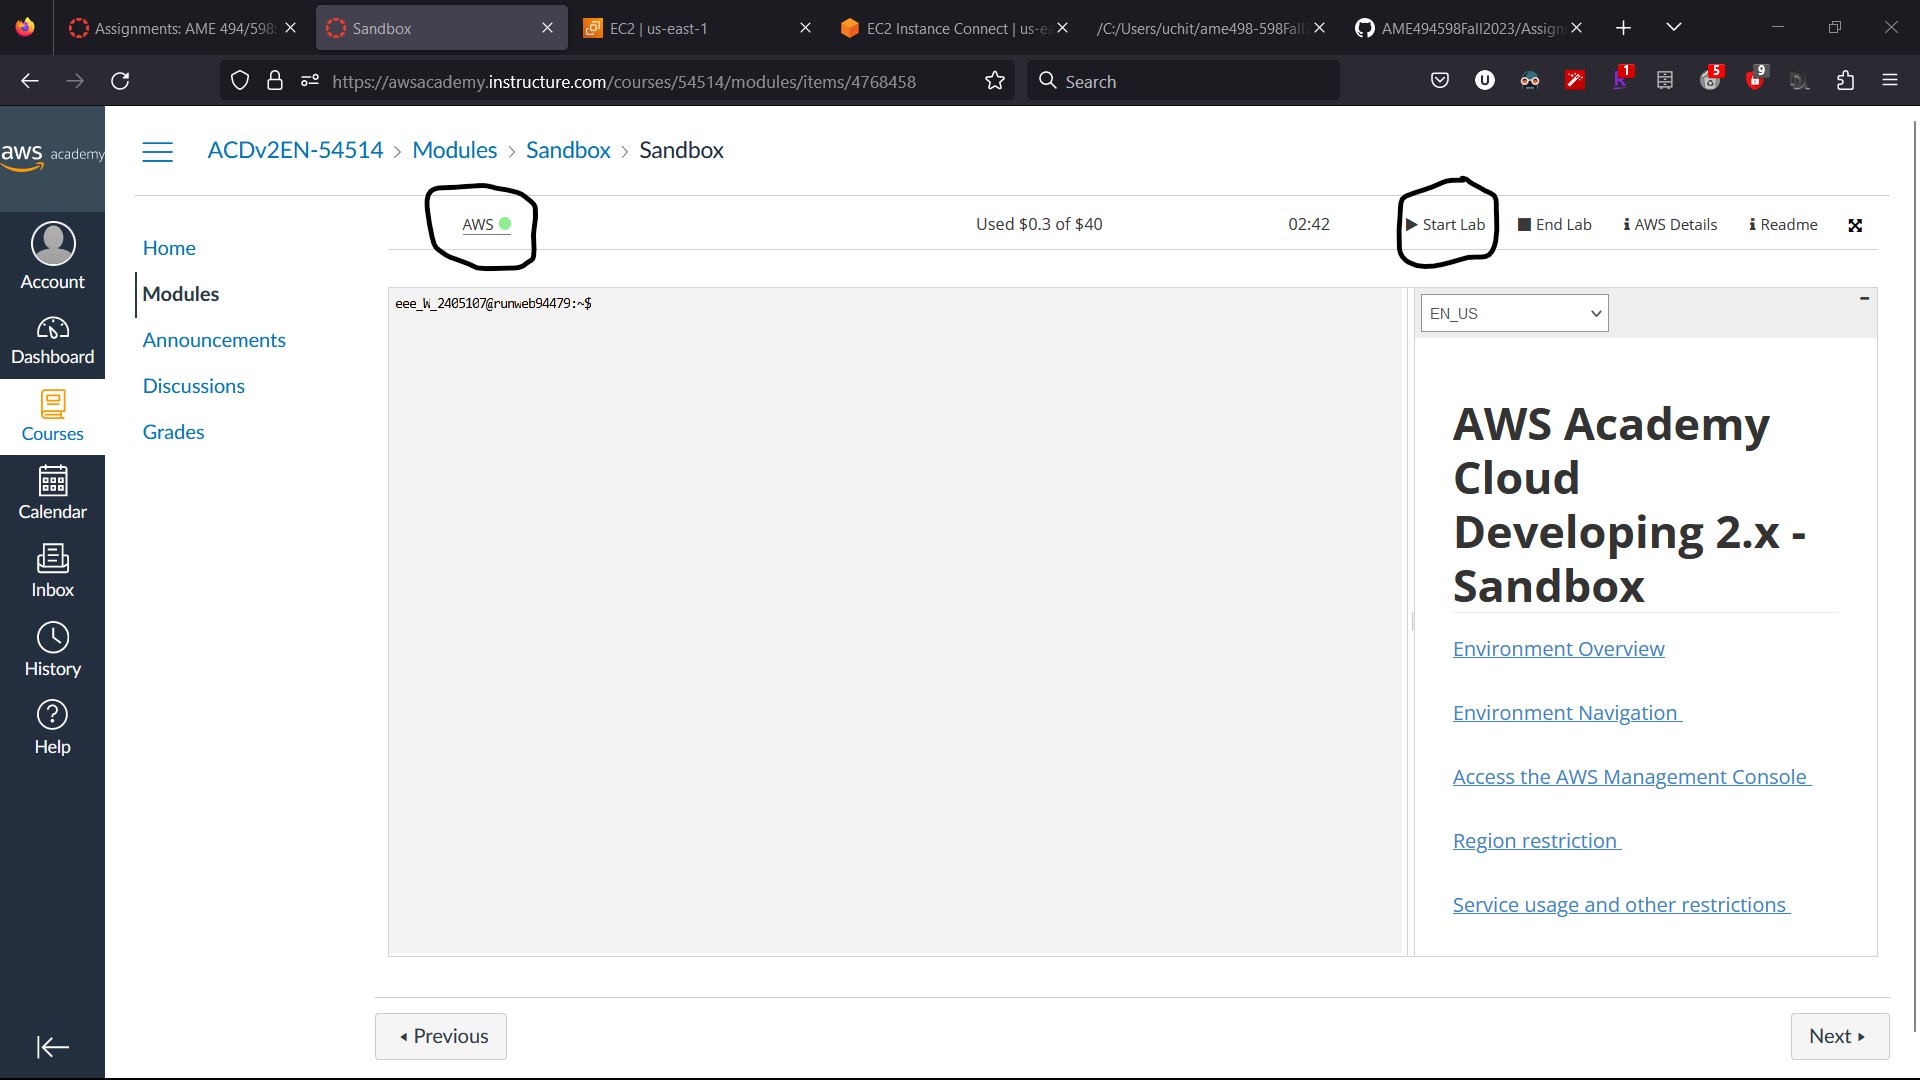 Assignments: AME 494/598:
Sandbox
EC2 | us-east-1
EC2 Instance Connect | us-e
/C:/Users/uchit/ame498-598Fall
AME494598Fall2023/Assign
https://awsacademy.instructure.com/courses/54514/modules/items/4768458
Search
U
1
5
9
aws academy
ACDv2EN-54514 > Modules > Sandbox > Sandbox
AWS
Used $0.3 of $40
02:42
Start Lab
End Lab
AWS Details
Readme
Account
Dashboard
Courses
Calendar
Inbox
History
Help
Home
Modules
Announcements
Discussions
Grades
eee_W_2405107@runweb94479:~$
EN_US
AWS Academy
Cloud
Developing 2.x -
Sandbox
Environment Overview
Environment Navigation
Access the AWS Management Console
Region restriction
Service usage and other restrictions
Previous
Next